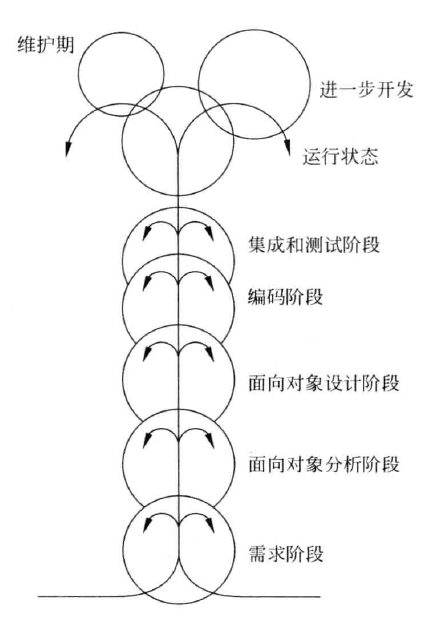 维护期
进一步开发
运行状态
集成和测试阶段
编码阶段
面向对象设计阶段
面向对象分析阶段
需求阶段